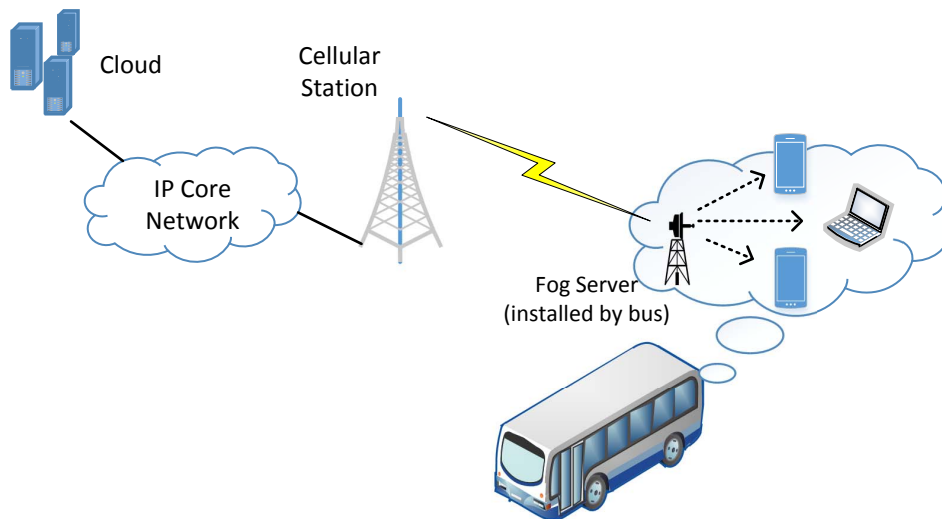 Cloud
Cellular
Station
IP Core
Network
Fog Server
(installed by bus)